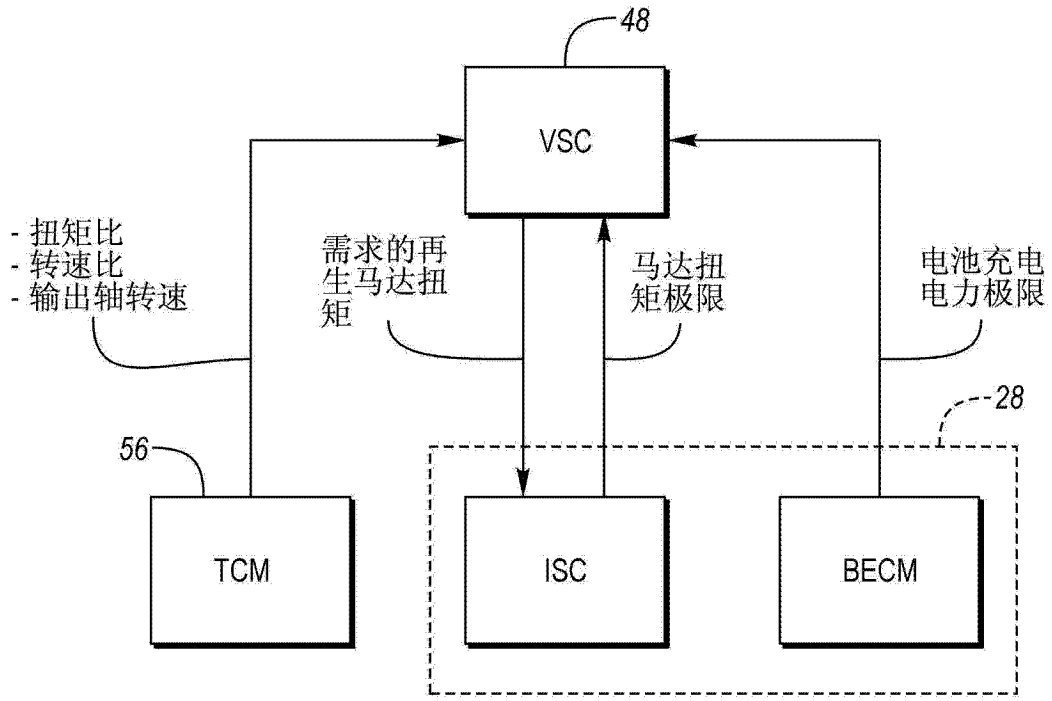 48
VSC
- 扭矩比
- 转速比
- 输出轴转速
需求的再
生马达扭
矩
马达扭
矩极限
电池充电
电力极限
28
56
TCM
ISC
BECM